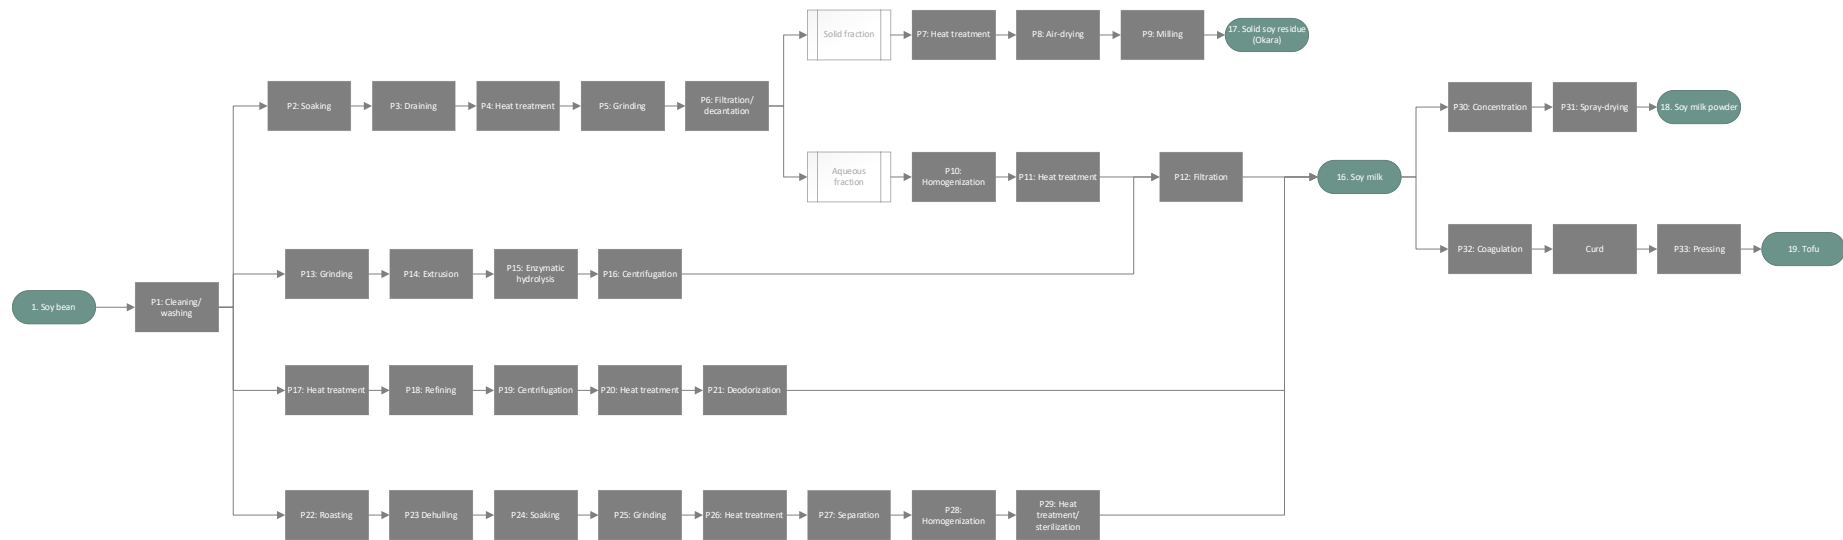 Solid fraction
P7: Heat treatment
P8: Air-drying
P9: Milling
17. Solid soy residue
(Okara)
P2: Soaking
P3: Draining
P4: Heat treatment
P5: Grinding
P6: Filtration/
decantation
P30: Concentration
P31: Spray-drying
18. Soy milk powder
Aqueous
fraction
P10:
Homogenization
P11: Heat treatment
P12: Filtration
16. Soy milk
P32: Coagulation
Curd
P33: Pressing
19. Tofu
P13: Grinding
P14: Extrusion
P15: Enzymatic
hydrolysis
P16: Centrifugation
1. Soy bean
P1: Cleaning/
washing
P17: Heat treatment
P18: Refining
P19: Centrifugation
P20: Heat treatment
P21: Deodorization
P22: Roasting
P23 Dehulling
P24: Soaking
P25: Grinding
P26: Heat treatment
P27: Separation
P28:
Homogenization
P29: Heat
treatment/
sterilization